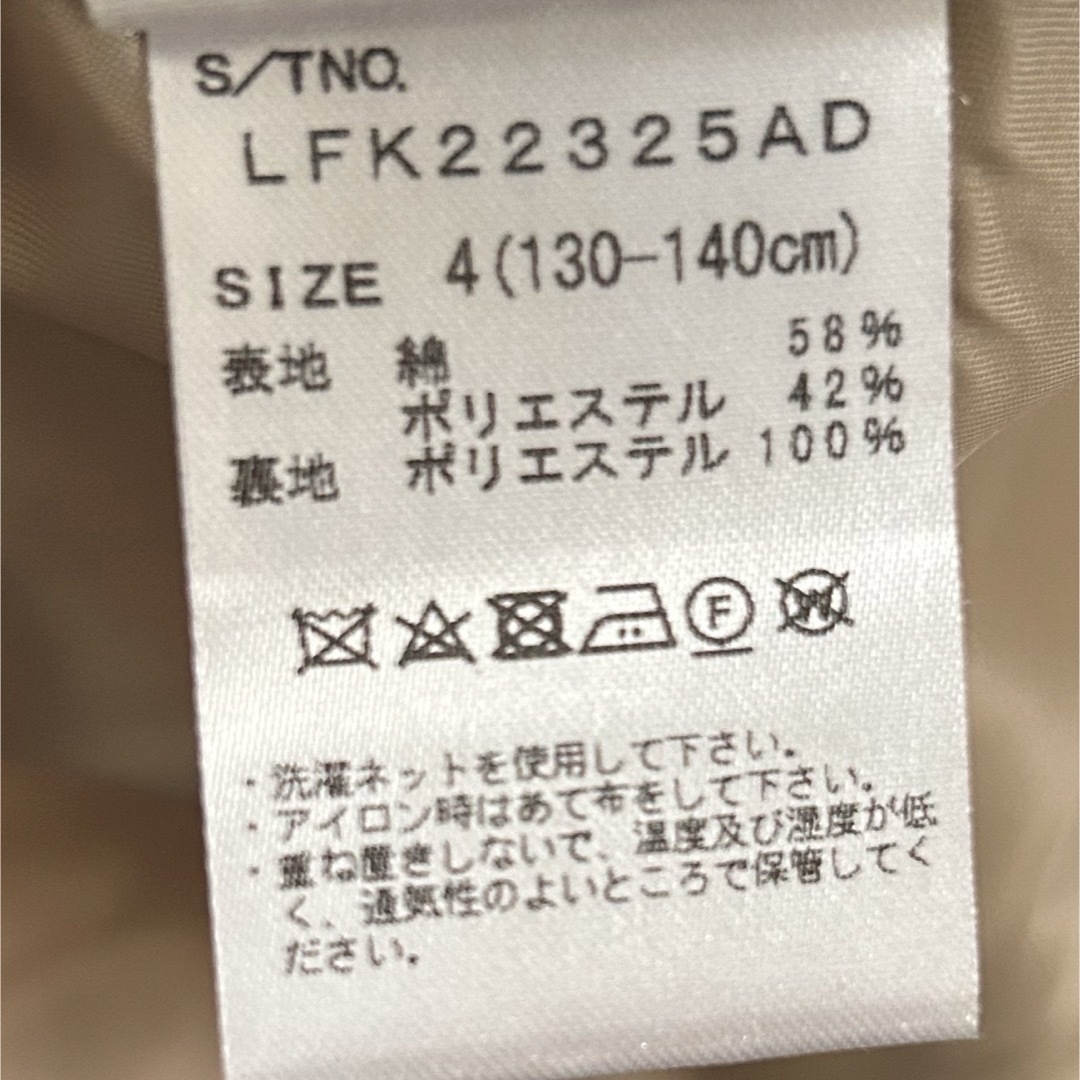 S/TNO.
LFK22325AD
SIZE 4(130-140cm)
表地 綿 58%
ポリエステル 42%
裏地 ポリエステル 100%
F
W
・洗濯ネットを使用して下さい.
・アイロン時はあて布をして下さい.
・重ね置きしないで、温度及び湿度が低
く、通気性のよいところで保管してく
ださい.